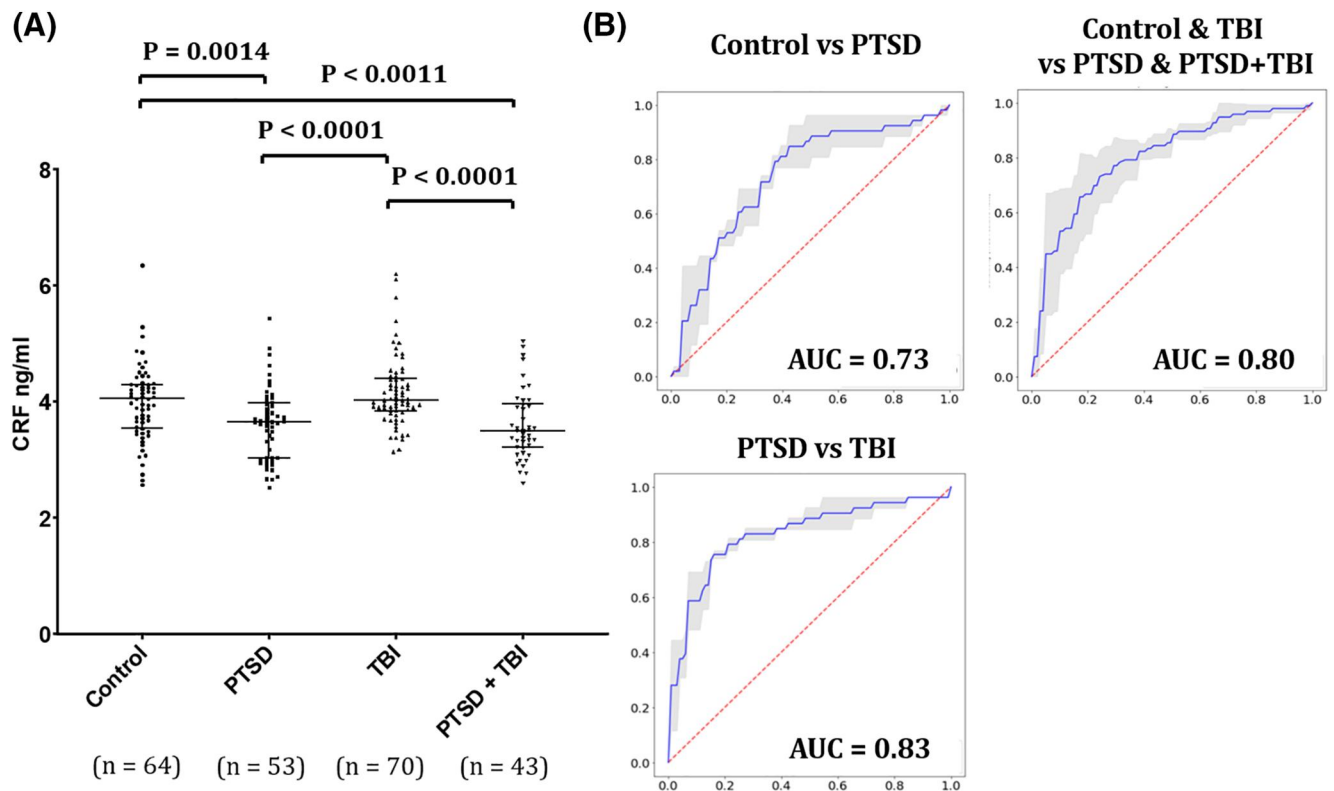 (A)
P = 0.0014
P < 0.0011
P < 0.0001
P < 0.0001
8
6
4
2
0
CRF ng/ml
Control
PTSD
TBI
PTSD + TBI
(n = 64)
(n = 53)
(n = 70)
(n = 43)
(B)
Control vs PTSD
1.0
0.8
0.6
0.4
0.2
0.0
AUC = 0.73
0.0 0.2 0.4 0.6 0.8 1.0
Control & TBI
vs PTSD & PTSD+TBI
1.0
0.8
0.6
0.4
0.2
0.0
AUC = 0.80
0.0 0.2 0.4 0.6 0.8 1.0
PTSD vs TBI
1.0
0.8
0.6
0.4
0.2
0.0
AUC = 0.83
0.0 0.2 0.4 0.6 0.8 1.0